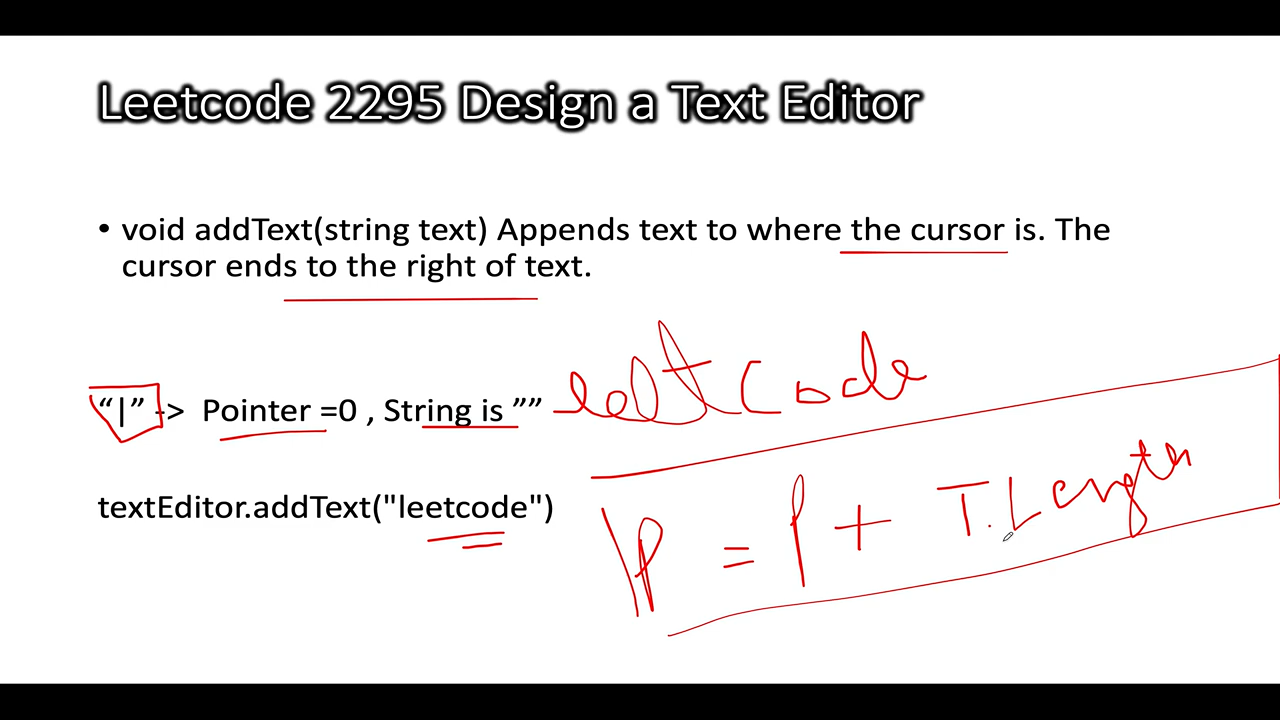 Leetcode 2295 Design a Text Editor
• void addText(string text) Appends text to where the cursor is. The
cursor ends to the right of text.
“|” -> Pointer =0 , String is ”” leetCode
textEditor.addText("leetcode")
P = P + T.Length